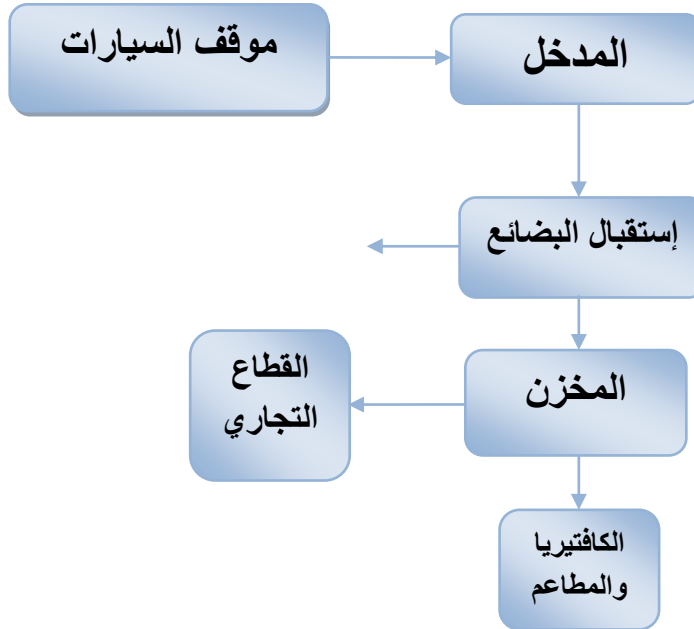 موقف السيارات
المدخل
إستقبال البضائع
المخزن
القطاع
التجاري
الكافتيريا
والمطاعم